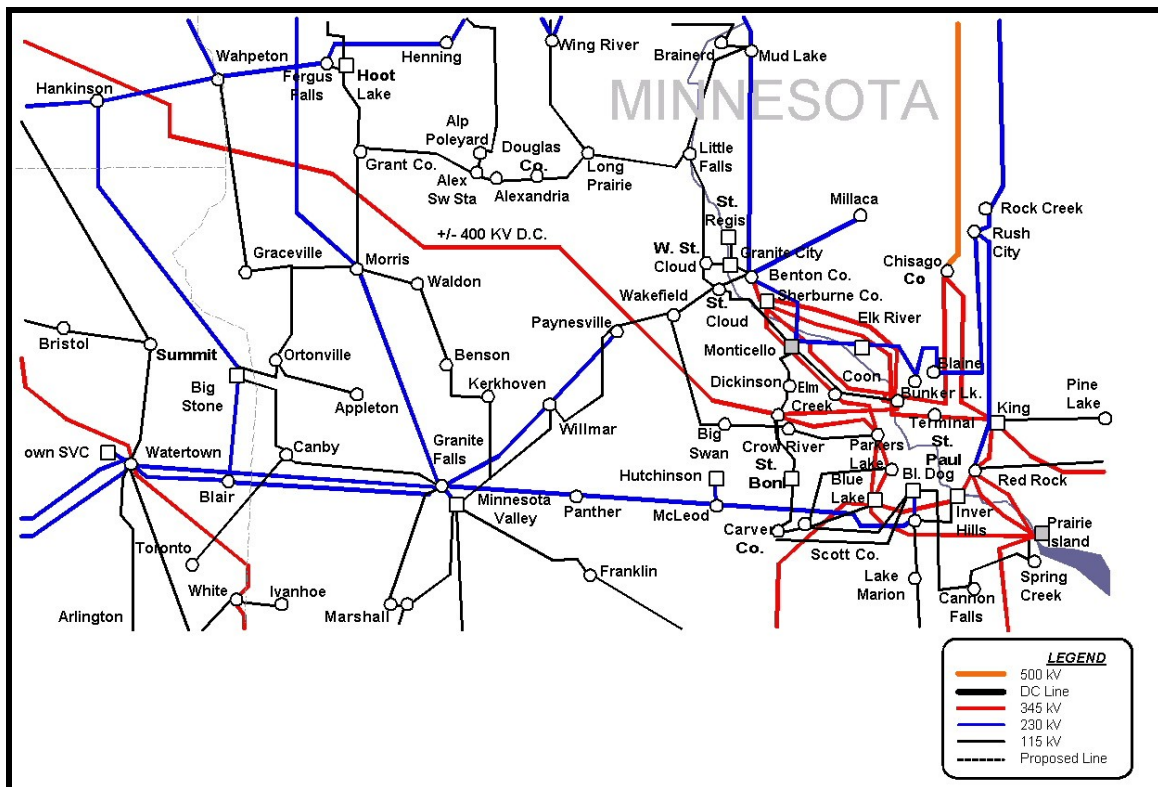 Wing River
Brainerd
Mud Lake
Wahpeton
Henning
Fergus
Falls
Hoot
Lake
Hankinson
MINNESOTA
Alp
Poleyard
Douglas
Co.
Grant Co.
Alex
Sw Sta
Alexandria
Long
Prairie
Little
Falls
St.
Regis
Millaca
Rock Creek
Rush
City
+/- 400 KV D.C.
W. St.
Cloud
Granite City
Benton Co.
Chisago
Co
Graceville
Morris
Waldon
Wakefield
St.
Cloud
Sherburne Co.
Elk River
Paynesville
Bristol
Summit
Ortonville
Benson
Monticello
Blaine
Big
Stone
Appleton
Kerkhoven
Dickinson
Elm
Creek
Coon
Bunker Lk.
Pine
Lake
King
Terminal
Willmar
own SVC
Watertown
Canby
Granite
Falls
Big
Swan
Crow River
Parkers
Lake
St.
Paul
Blair
Hutchinson
St.
Bon
Blue
Lake
Bl. Dog
Red Rock
Minnesota
Valley
Panther
McLeod
Inver
Hills
Carver
Co.
Scott Co.
Prairie
Island
Toronto
Franklin
Lake
Marion
Cannon
Falls
Spring
Creek
White
Ivanhoe
Arlington
Marshall
LEGEND
500 kV
DC Line
345 kV
230 kV
115 kV
Proposed Line